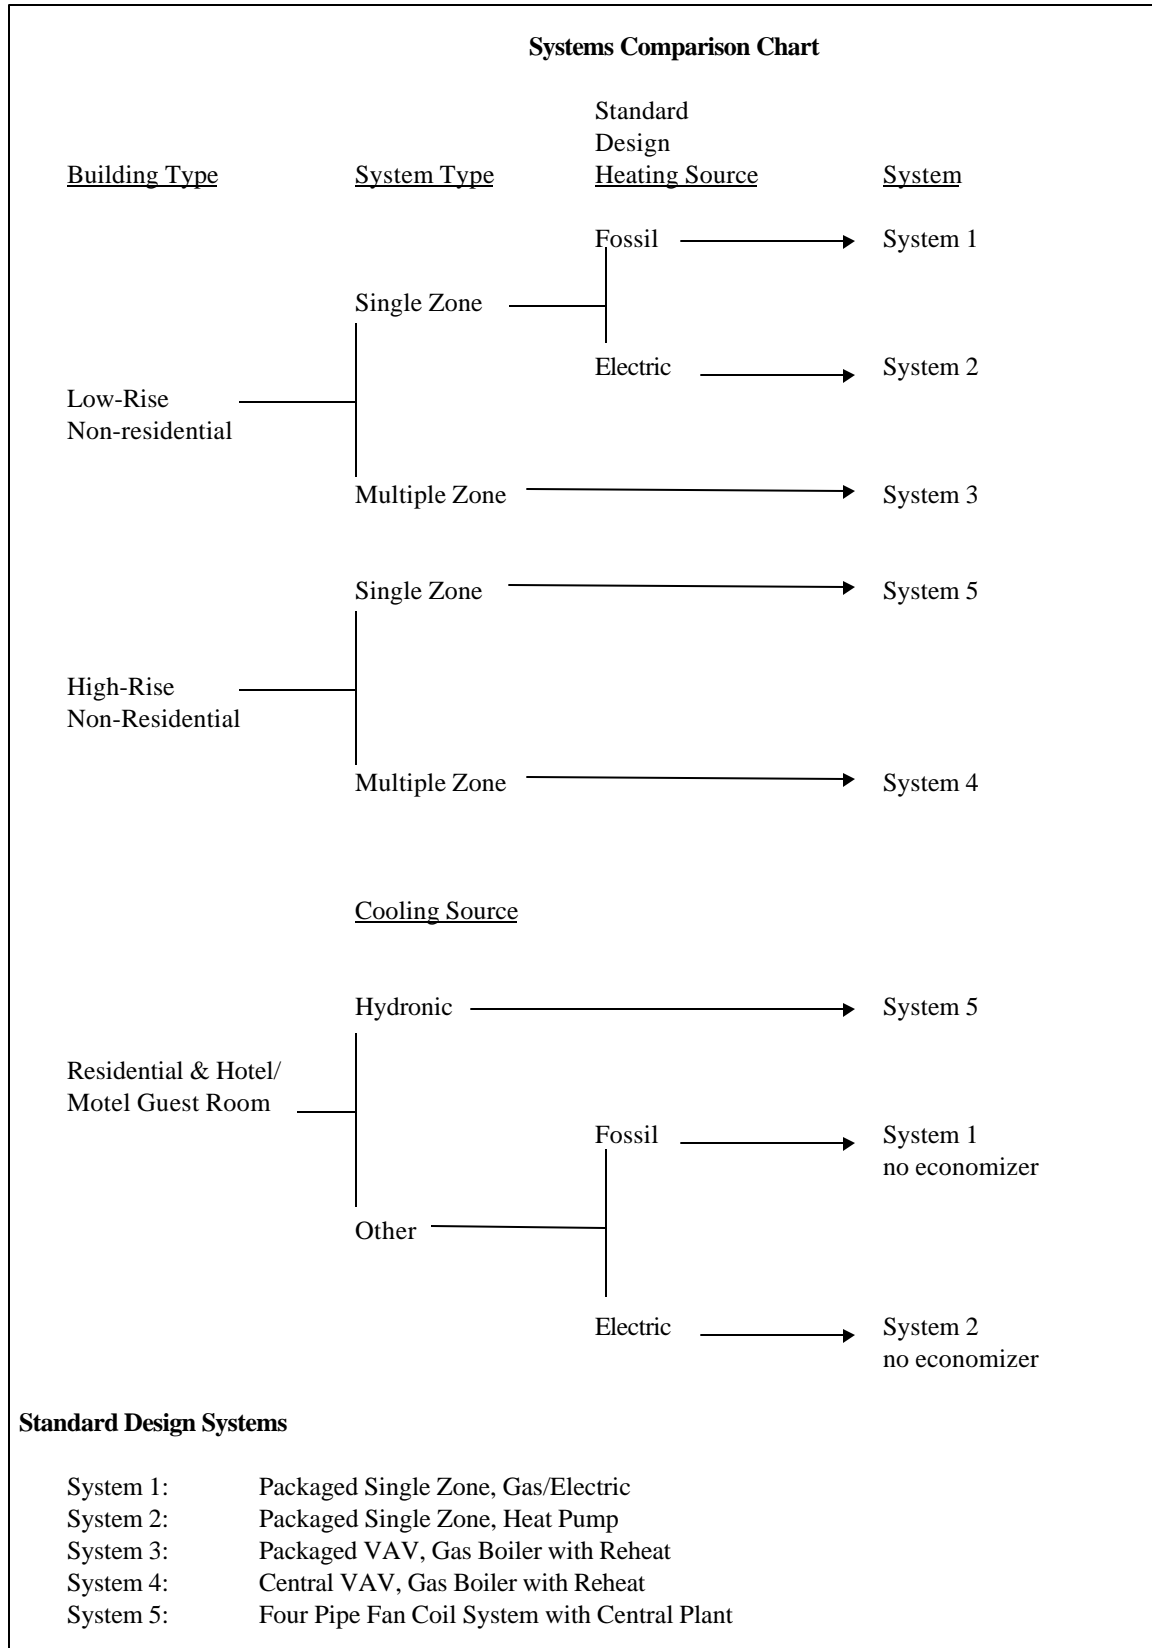 Systems Comparison Chart
Standard
Design
Building Type System Type Heating Source System
Fossil System 1
Single Zone
Electric System 2
Low-Rise
Non-residential
Multiple Zone System 3
Single Zone System 5
High-Rise
Non-Residential
Multiple Zone System 4
Cooling Source
Hydronic System 5
Residential & Hotel/
Motel Guest Room
Fossil System 1
no economizer
Other
Electric System 2
no economizer
Standard Design Systems
System 1: Packaged Single Zone, Gas/Electric
System 2: Packaged Single Zone, Heat Pump
System 3: Packaged VAV, Gas Boiler with Reheat
System 4: Central VAV, Gas Boiler with Reheat
System 5: Four Pipe Fan Coil System with Central Plant